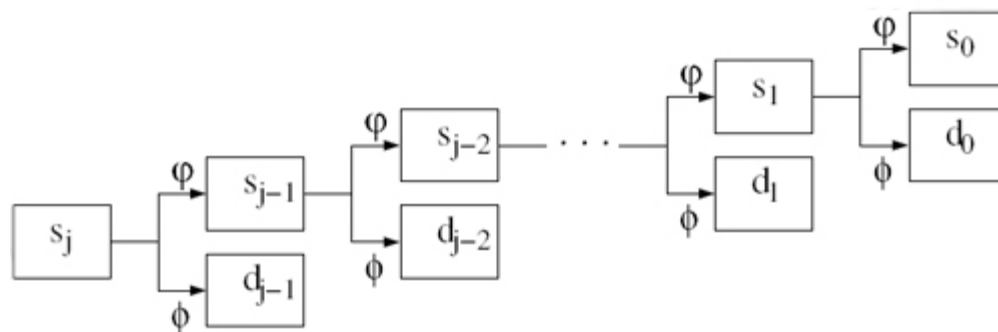 φ s₀
φ s₁
φ s_{j−2} · · · ϕ d₀
φ s_{j−1} d₁
s_j ϕ d_{j−2} ϕ
ϕ d_{j−1}